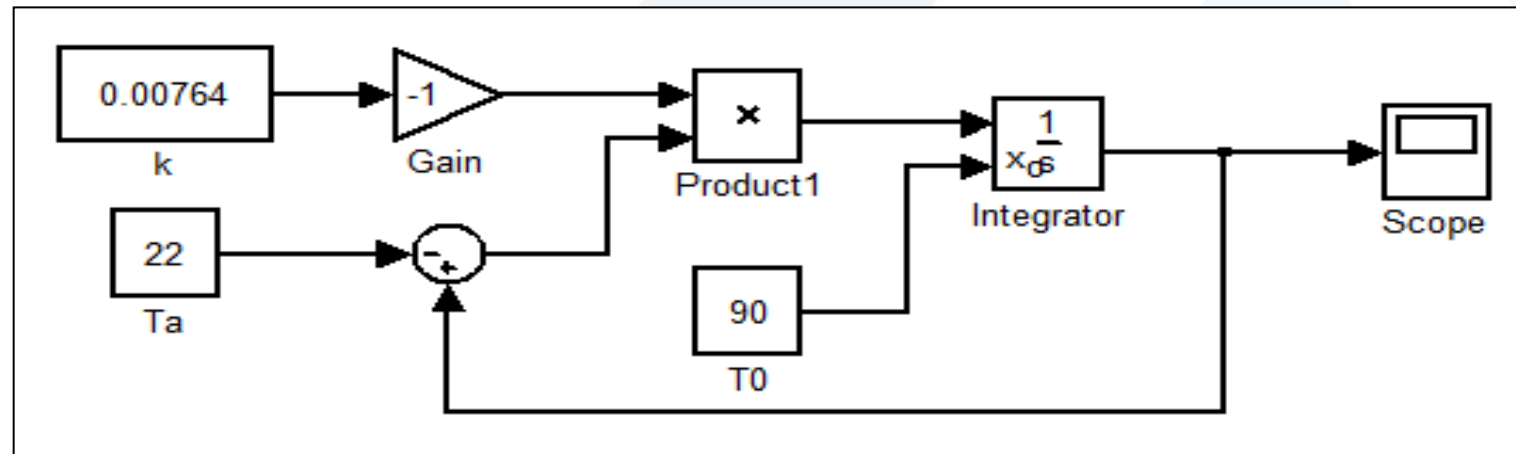 0.00764
k
-1
Gain
×
Product1
1
x₀ s
Integrator
Scope
22
Ta
-
+
90
T0